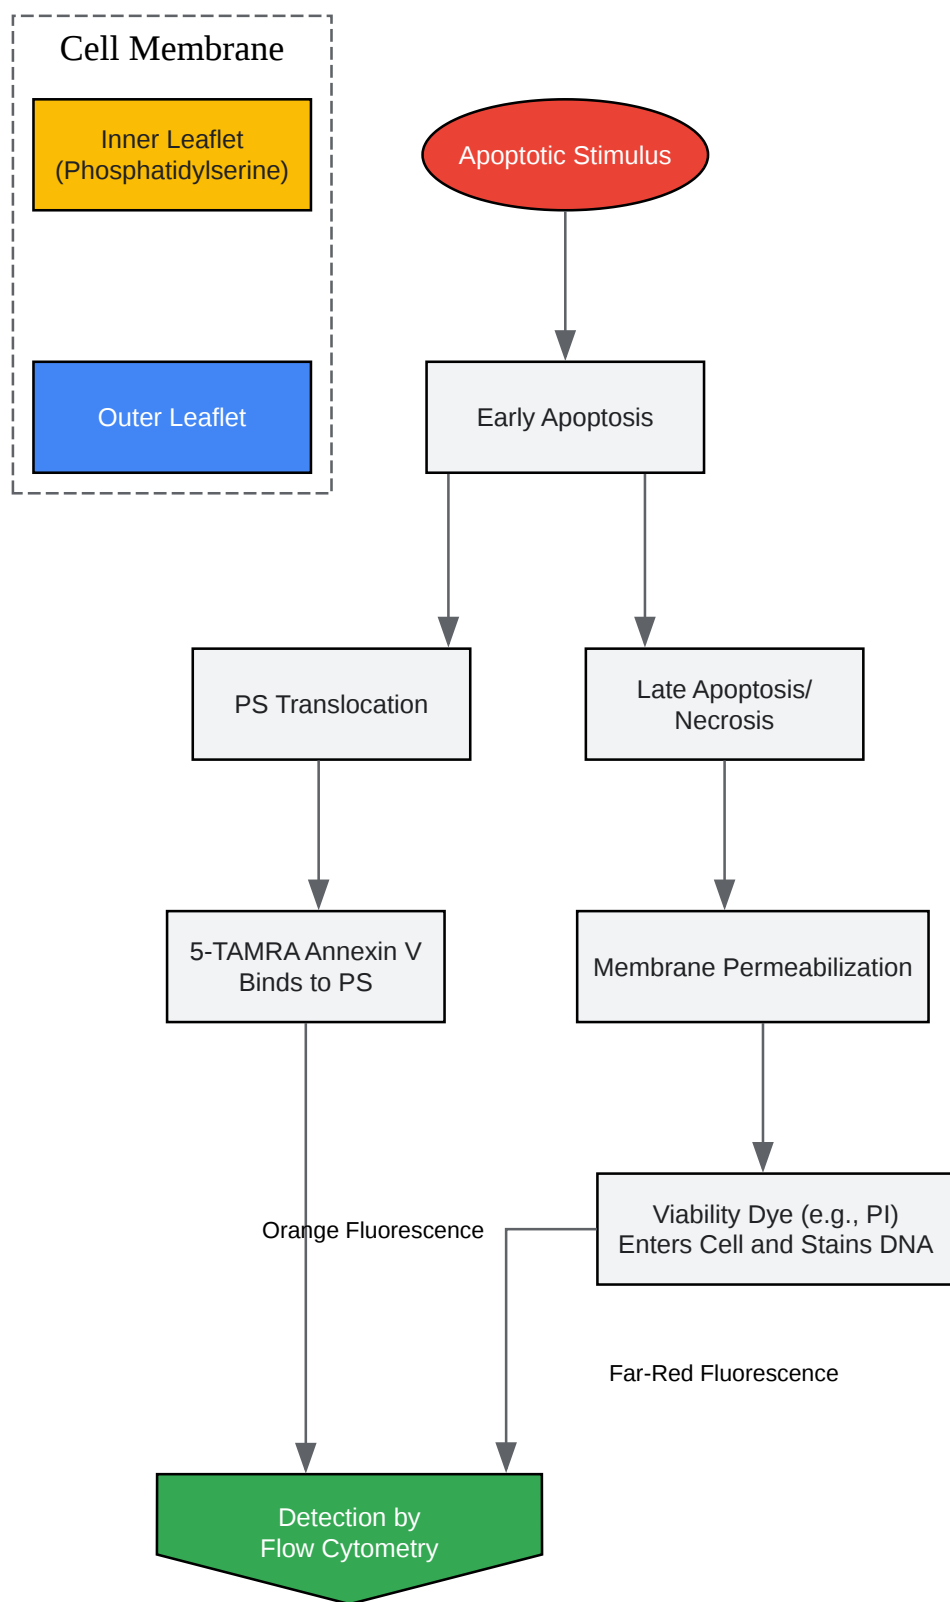 Cell Membrane
Inner Leaflet
(Phosphatidylserine)
Outer Leaflet
Apoptotic Stimulus
Early Apoptosis
PS Translocation
Late Apoptosis/
Necrosis
5-TAMRA Annexin V
Binds to PS
Membrane Permeabilization
Viability Dye (e.g., PI)
Enters Cell and Stains DNA
Orange Fluorescence
Far-Red Fluorescence
Detection by
Flow Cytometry